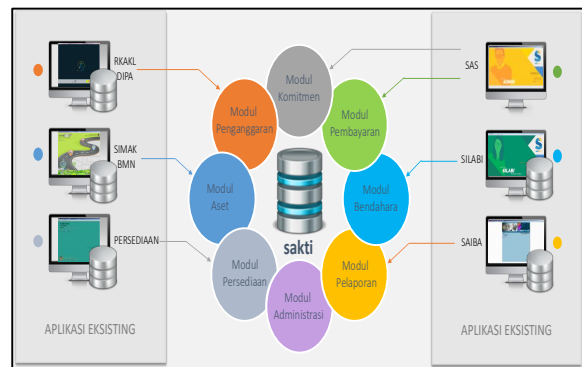 RKAKL
DIPA
SIMAK
BMN
PERSEDIAAN
APLIKASI EKSISTING
Modul
Komitmen
Modul
Penganggaran
Modul
Pembayaran
Modul
Aset
Modul
Bendahara
sakti
Modul
Persediaan
Modul
Pelaporan
Modul
Administrasi
SAS
SILABI
SAIBA
APLIKASI EKSISTING